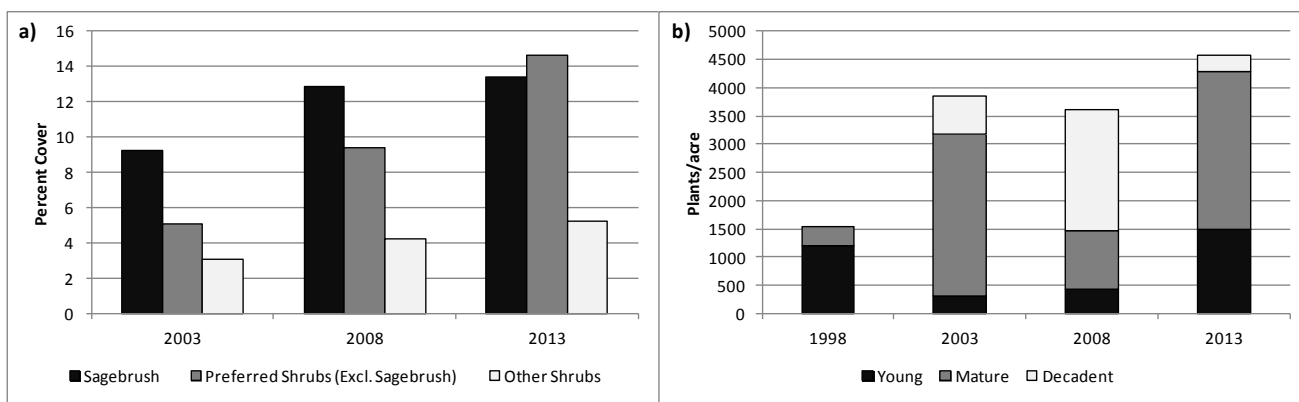 a)
16
14
12
10
8
6
4
2
0
Percent Cover
2003 2008 2013
Sagebrush Preferred Shrubs (Excl. Sagebrush) Other Shrubs
b)
5000
4500
4000
3500
3000
2500
2000
1500
1000
500
0
Plants/acre
1998 2003 2008 2013
Young Mature Decadent